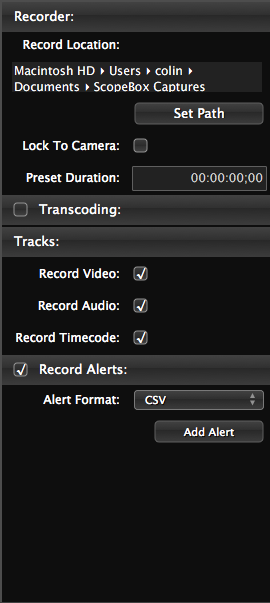 Recorder:
Record Location:
Macintosh HD ▸ Users ▸ colin ▸
Documents ▸ ScopeBox Captures
Set Path
Lock To Camera:
Preset Duration: 00:00:00;00
Transcoding:
Tracks:
Record Video:
Record Audio:
Record Timecode:
Record Alerts:
Alert Format: CSV
Add Alert